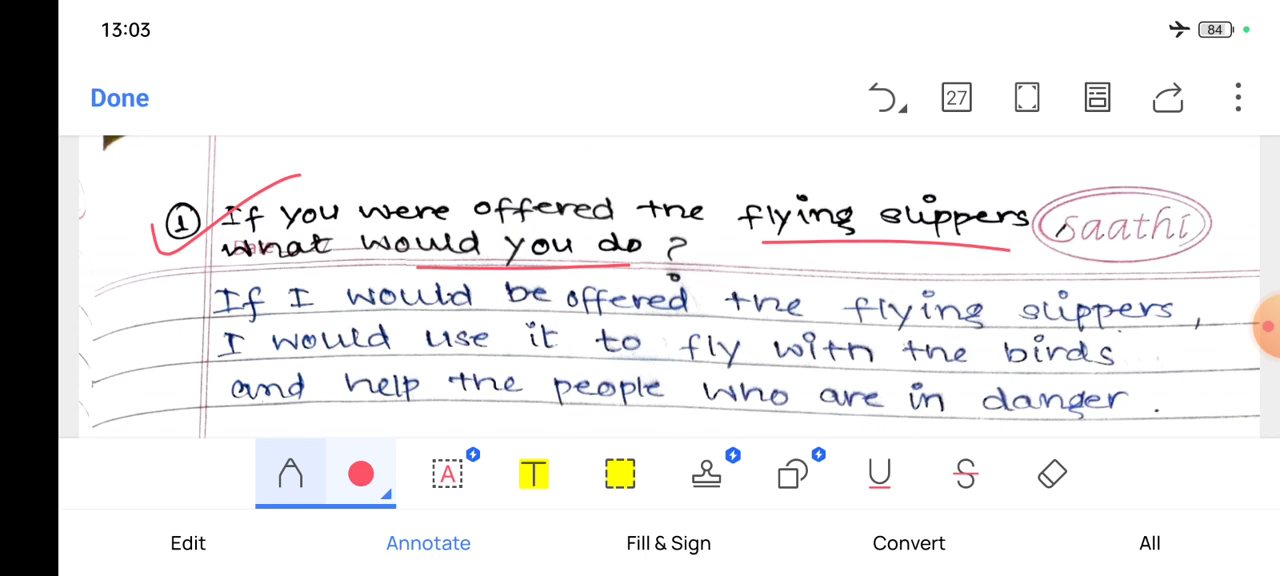 13:03
84
Done
27
① If you were offered the flying slippers saathi
what would you do ?
If I would be offered the flying slippers,
I would use it to fly with the birds
and help the people who are in danger.
A T U S
Edit Annotate Fill & Sign Convert All